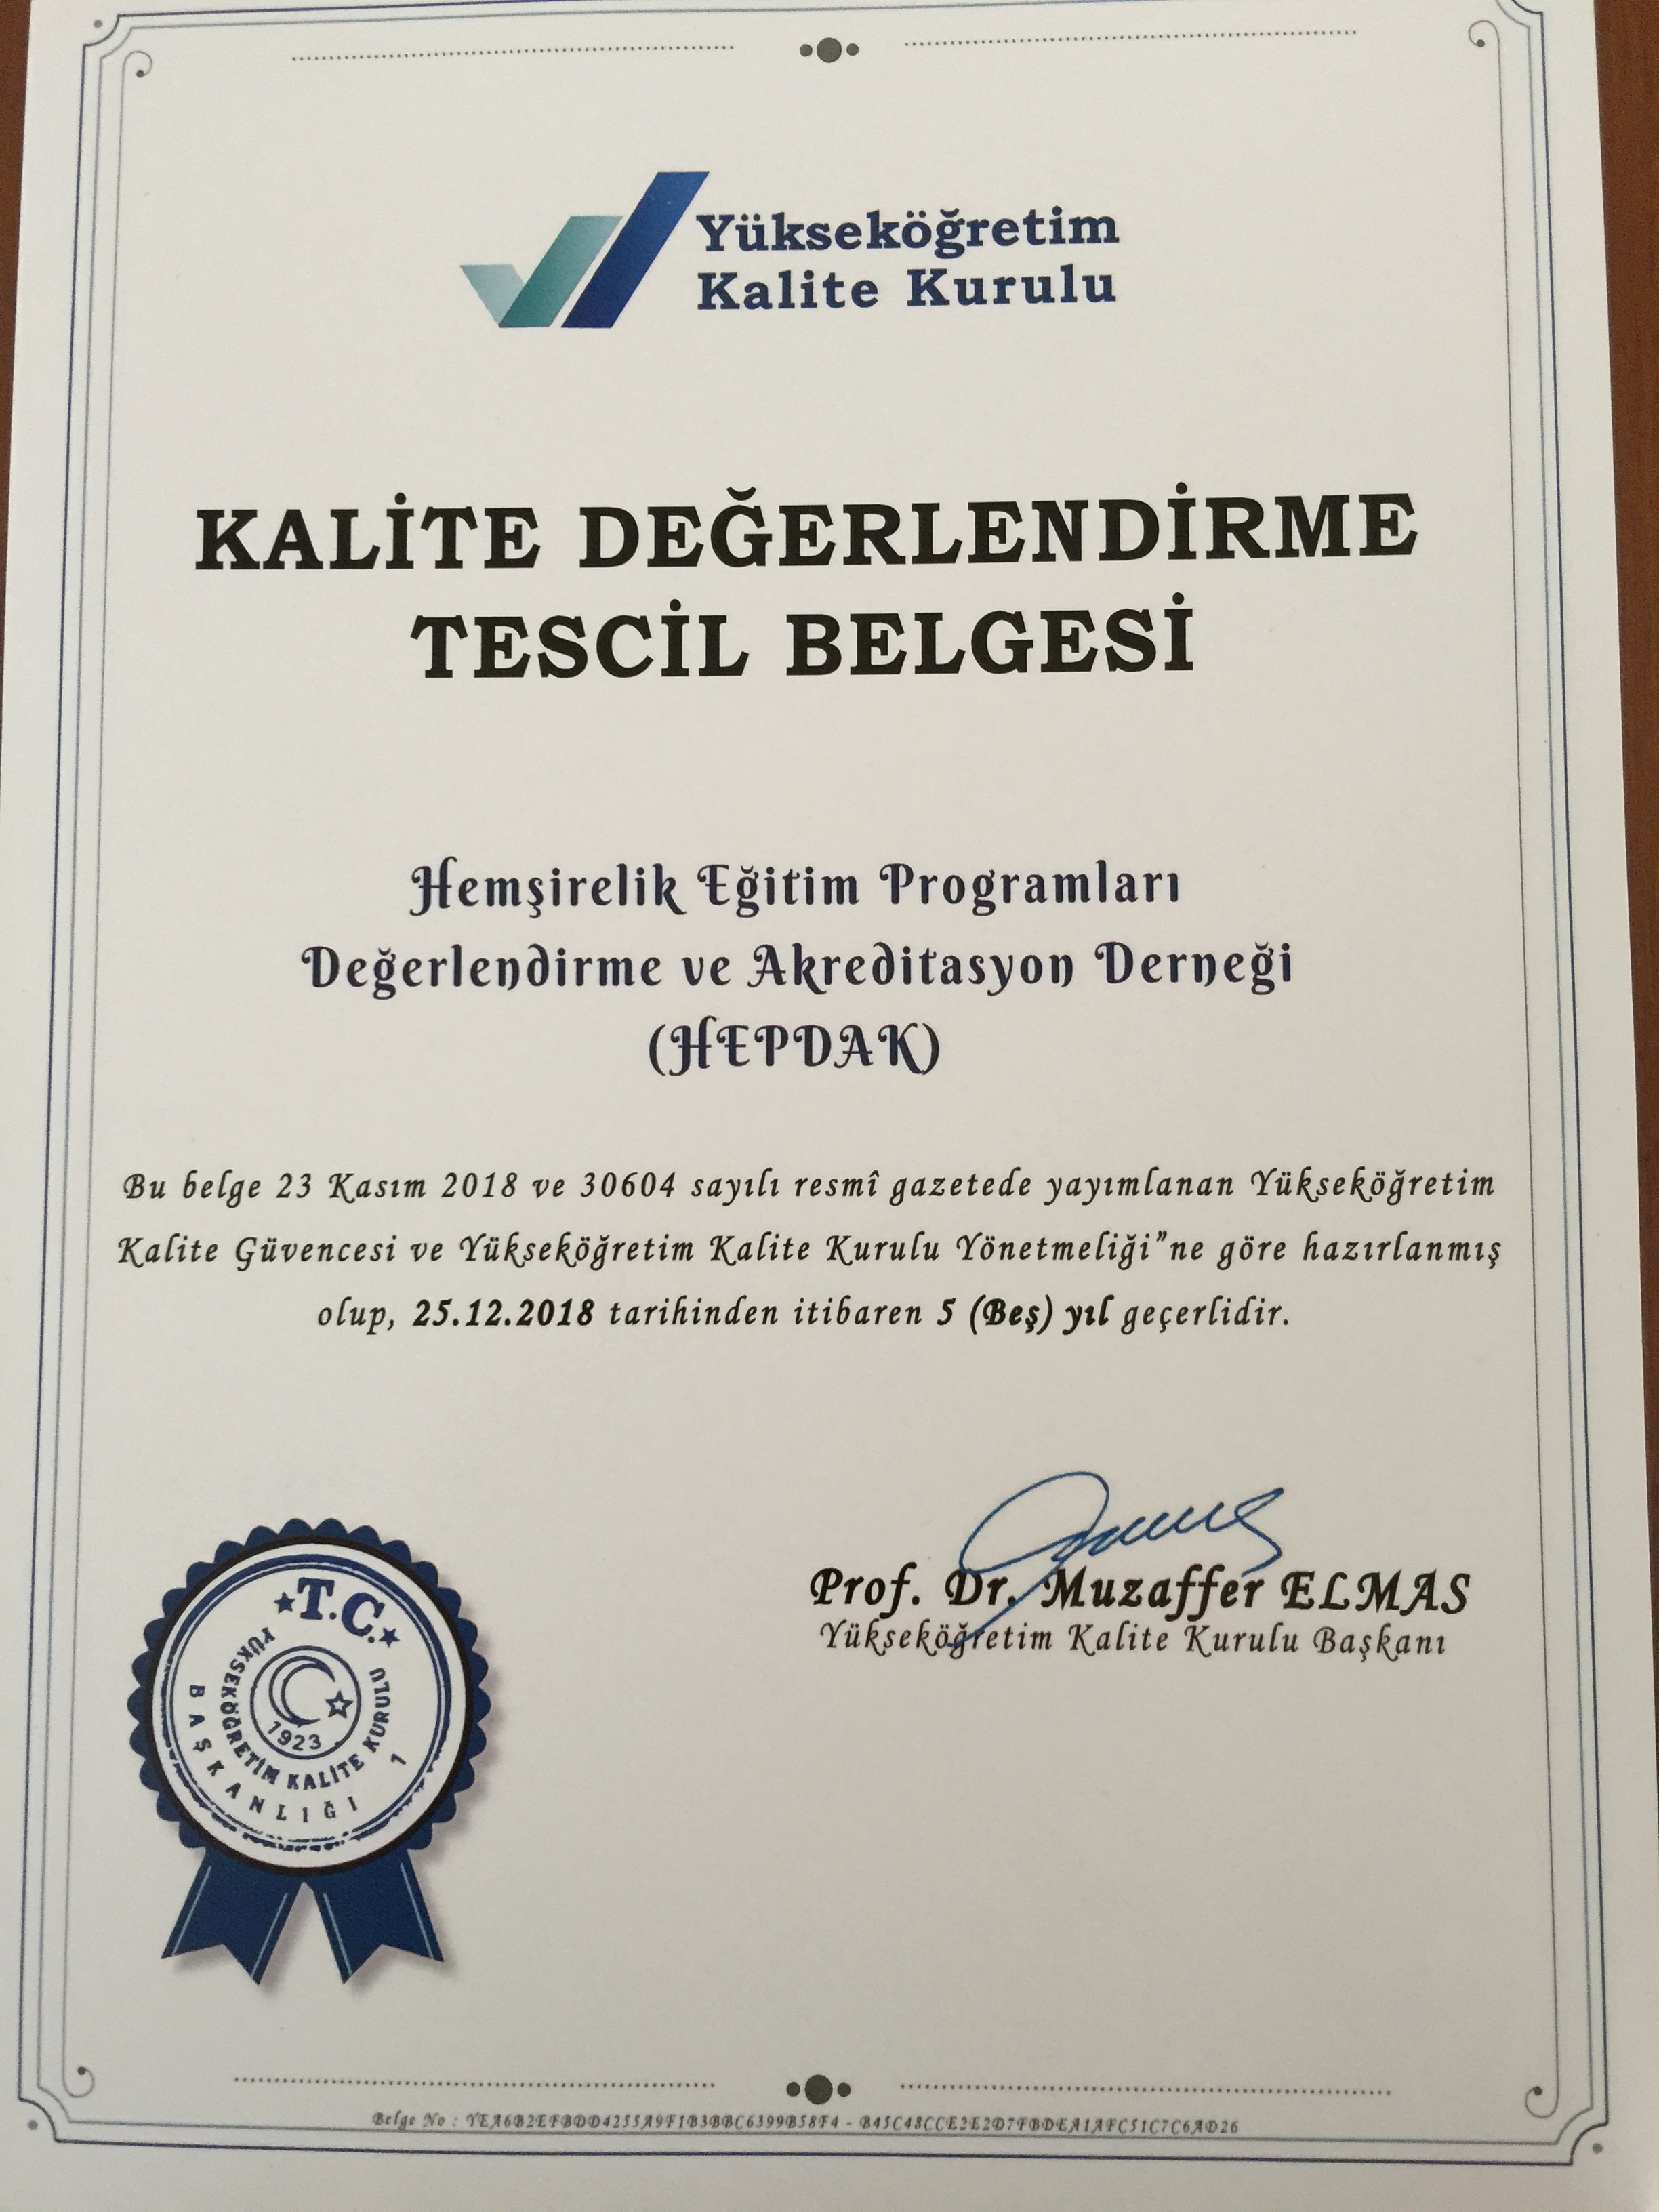 Yükseköğretim
Kalite Kurulu
KALİTE DEĞERLENDİRME
TESCİL BELGESİ
Hemşirelik Eğitim Programları
Değerlendirme ve Akreditasyon Derneği
(HEPDAK)
Bu belge 23 Kasım 2018 ve 30604 sayılı resmî gazetede yayımlanan Yükseköğretim
Kalite Güvencesi ve Yükseköğretim Kalite Kurulu Yönetmeliği”ne göre hazırlanmış
olup, 25.12.2018 tarihinden itibaren 5 (Beş) yıl geçerlidir.
Prof. Dr. Muzaffer ELMAS
Yükseköğretim Kalite Kurulu Başkanı
T.C.
YÜKSEKÖĞRETİM KALİTE KURULU
BAŞKANLIĞI 1
1923
Belge No : YEA6B2EFBDD4255A9F1B3BBC6399B58F4 - B45C48CCE2E2D7FBDEA1AFC51C7C6AD26